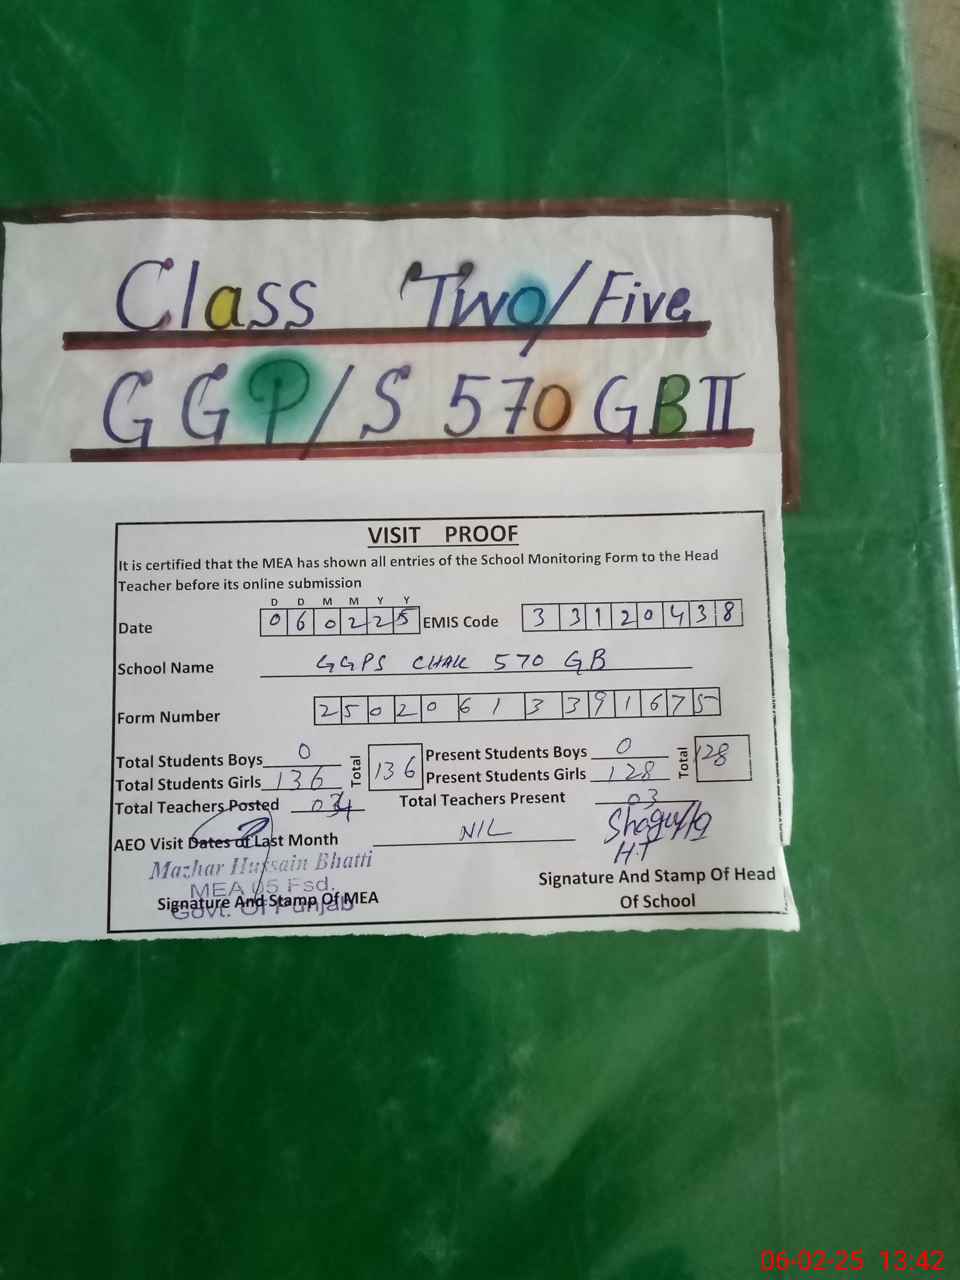 Class Two/Five
GGP/S 570 GB II
VISIT PROOF
It is certified that the MEA has shown all entries of the School Monitoring Form to the Head
Teacher before its online submission
D D M M Y Y
Date 0 6 0 2 2 5 EMIS Code 3 3 1 2 0 4 3 8
School Name GGPS CHAK 570 GB
Form Number 2 5 0 2 0 6 1 3 3 9 1 6 7 5
Total Students Boys 0 Total 136 Present Students Boys 0 Total 128
Total Students Girls 136 Present Students Girls 128
Total Teachers Posted 04 Total Teachers Present 03
AEO Visit Dates of Last Month NIL
Shagufta
H.T
Mazhar Hussain Bhatti
MEA 05 Fsd.
Govt. Of Punjab
Signature And Stamp Of MEA
Signature And Stamp Of Head
Of School
06-02-25 13:42